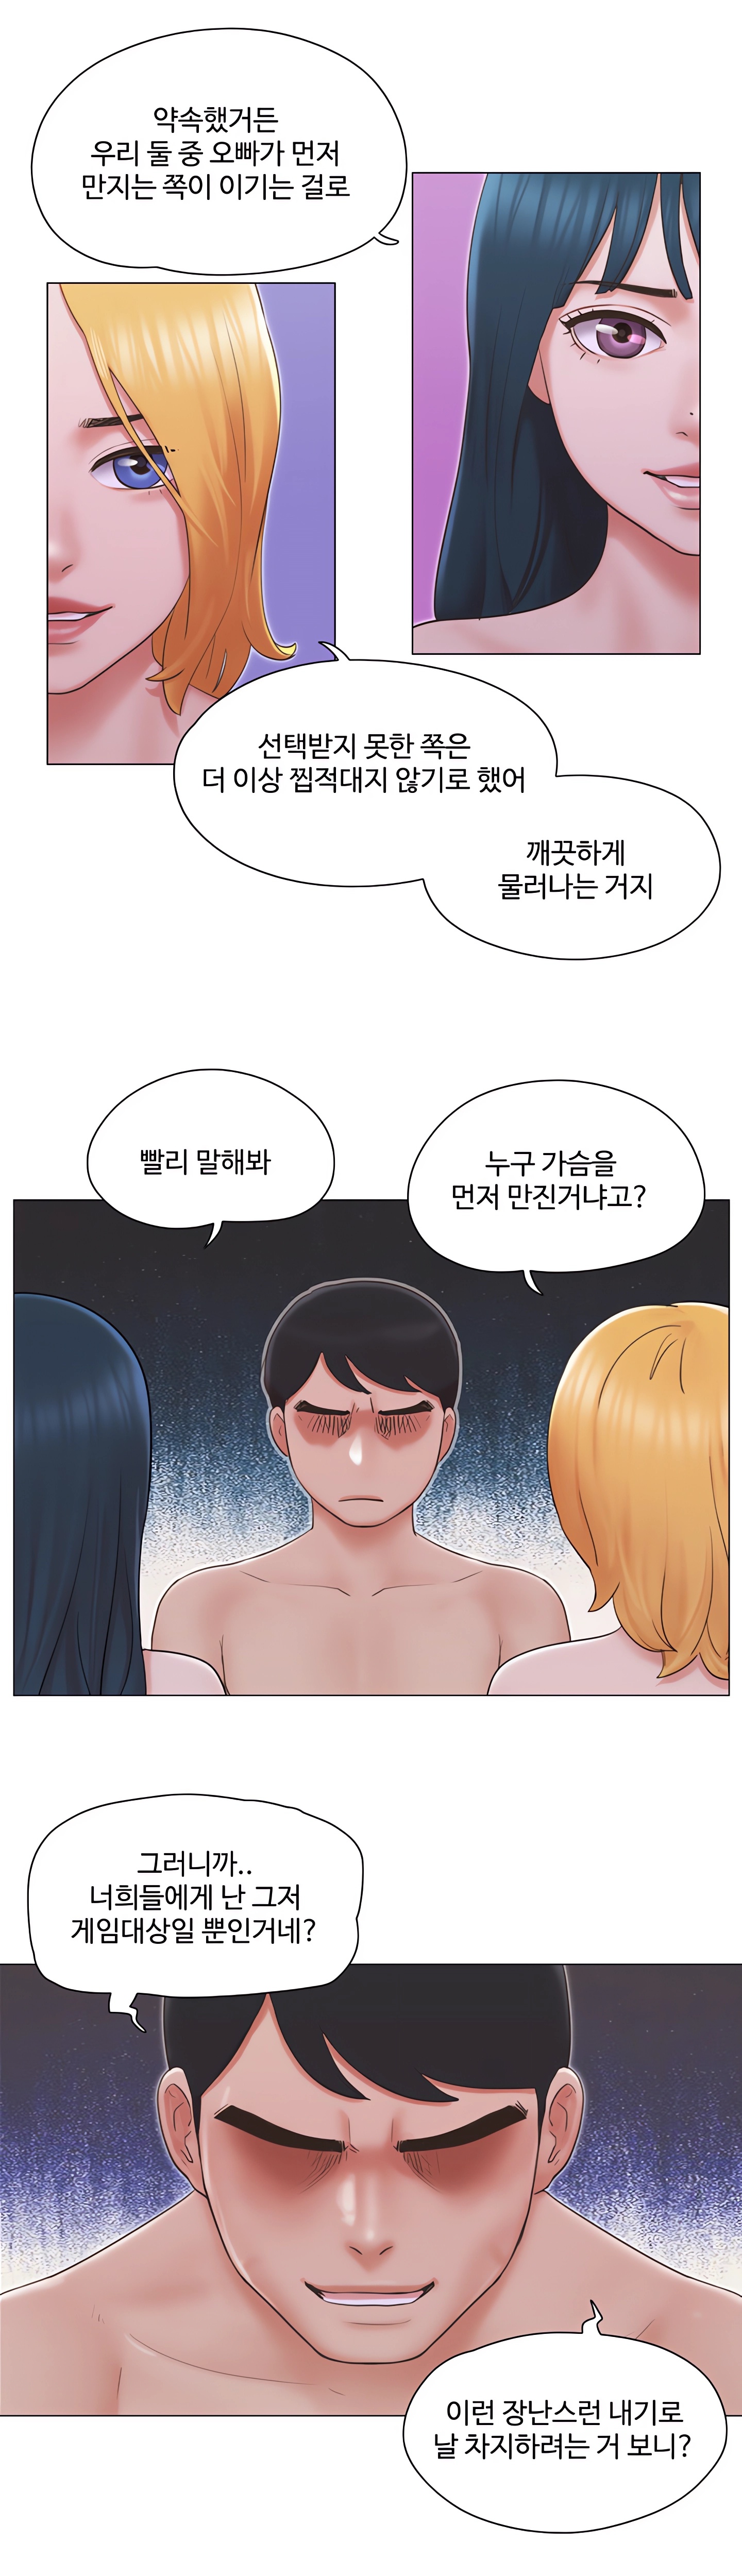 약속했거든
우리 둘 중 오빠가 먼저
만지는 쪽이 이기는 걸로
선택받지 못한 쪽은
더 이상 찝적대지 않기로 했어
깨끗하게
물러나는 거지
빨리 말해봐
누구 가슴을
먼저 만진거냐고?
그러니까..
너희들에게 난 그저
게임대상일 뿐인거네?
이런 장난스런 내기로
날 차지하려는 거 보니?